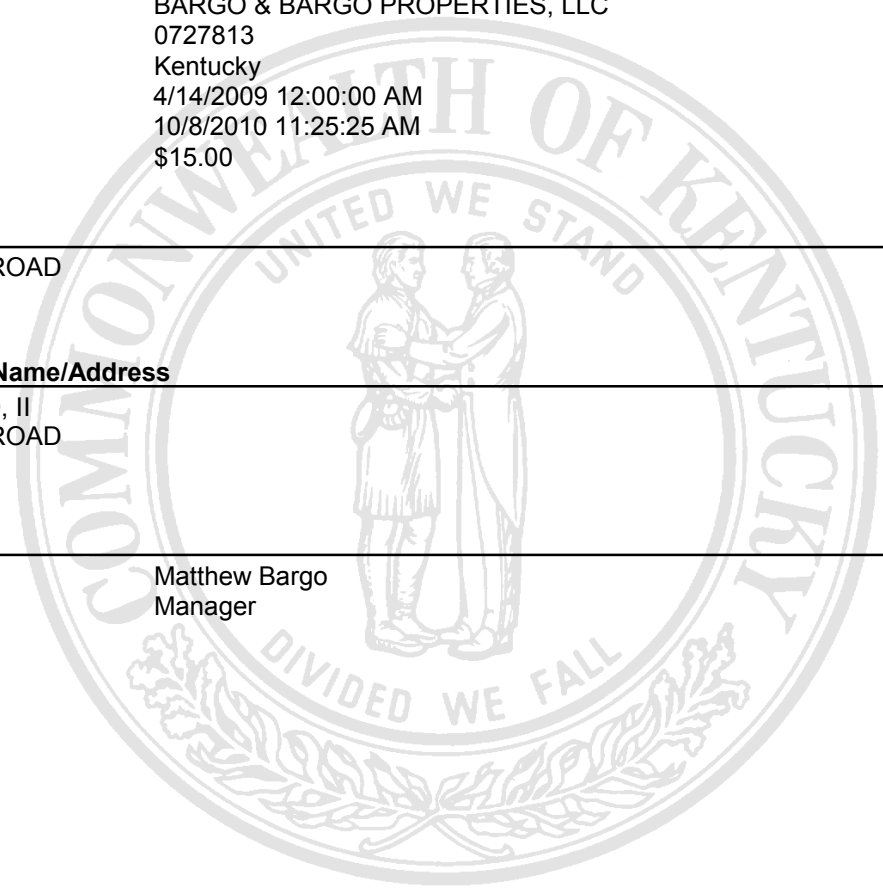 BARGO & BARGO PROPERTIES, LLC
0727813
Kentucky
4/14/2009 12:00:00 AM
10/8/2010 11:25:25 AM
$15.00
ROAD
Name/Address
, II
ROAD
Matthew Bargo
Manager
COMMONWEALTH OF KENTUCKY
UNITED WE STAND
DIVIDED WE FALL